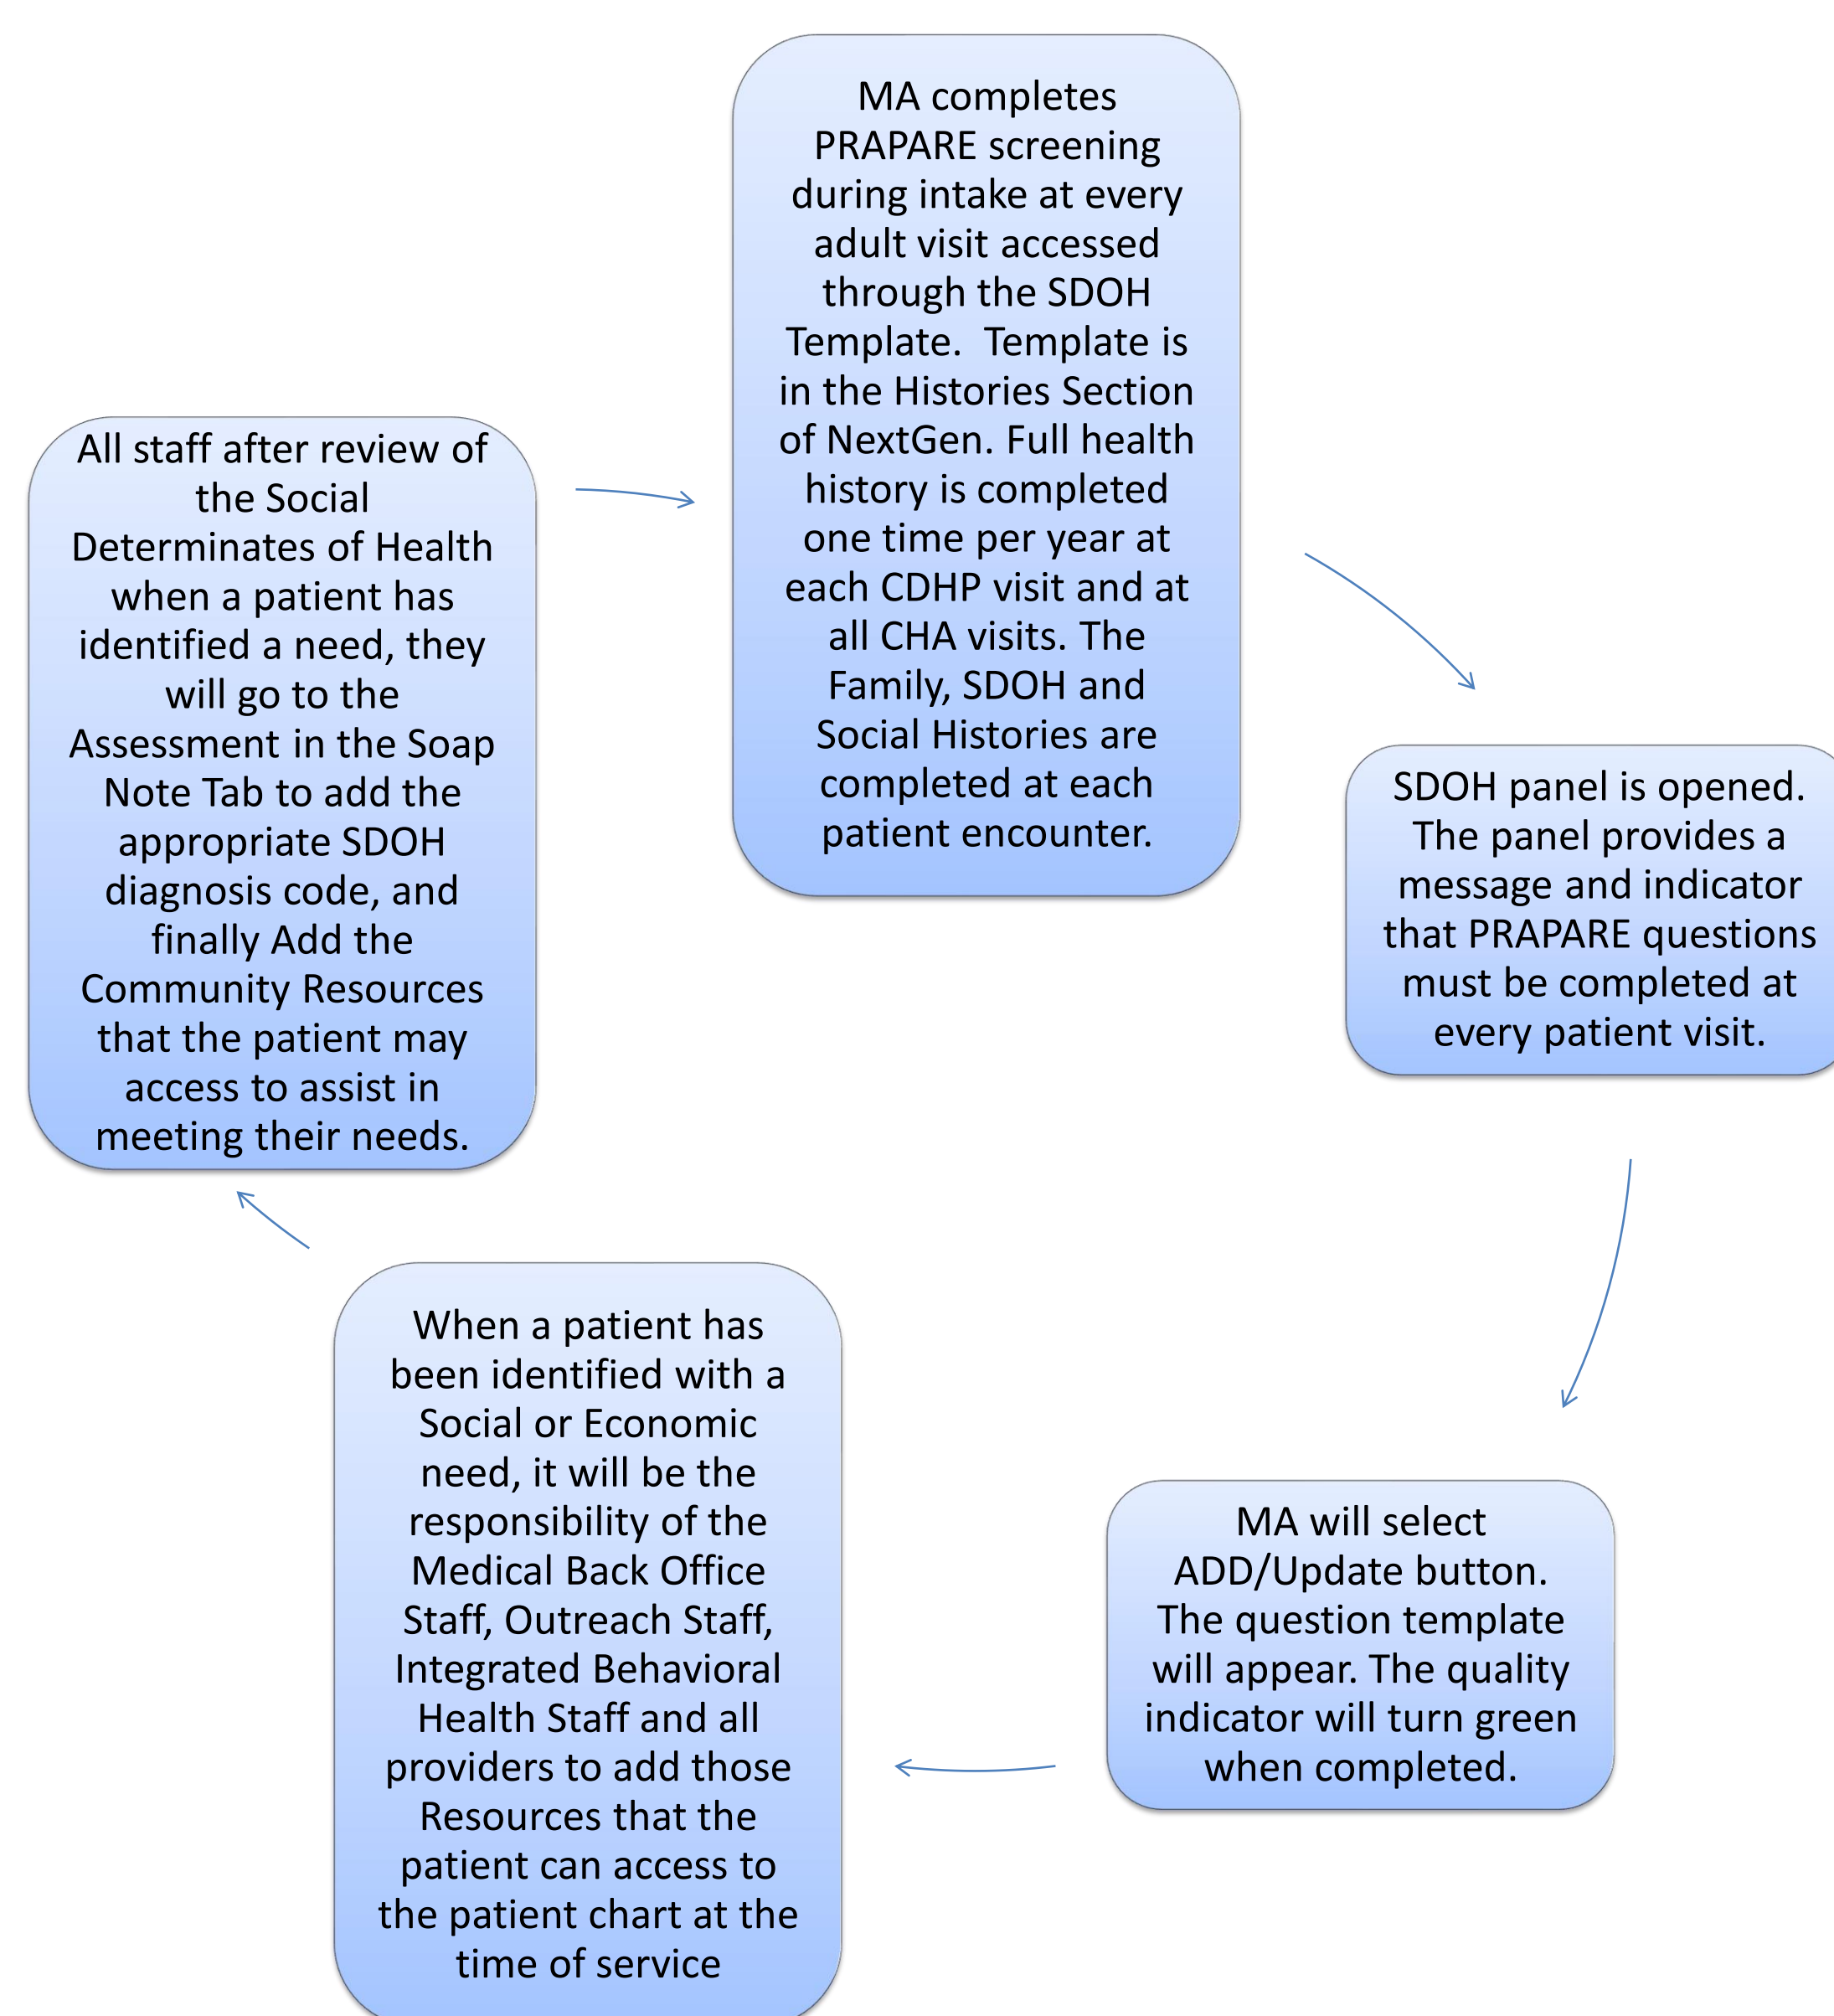 MA completes
PRAPARE screening
during intake at every
adult visit accessed
through the SDOH
Template.  Template is
in the Histories Section
of NextGen. Full health
history is completed
one time per year at
each CDHP visit and at
all CHA visits. The
Family, SDOH and
Social Histories are
completed at each
patient encounter.
SDOH panel is opened.
The panel provides a
message and indicator
that PRAPARE questions
must be completed at
every patient visit.
MA will select
ADD/Update button.
The question template
will appear. The quality
indicator will turn green
when completed.
When a patient has
been identified with a
Social or Economic
need, it will be the
responsibility of the
Medical Back Office
Staff, Outreach Staff,
Integrated Behavioral
Health Staff and all
providers to add those
Resources that the
patient can access to
the patient chart at the
time of service
All staff after review of
the Social
Determinates of Health
when a patient has
identified a need, they
will go to the
Assessment in the Soap
Note Tab to add the
appropriate SDOH
diagnosis code, and
finally Add the
Community Resources
that the patient may
access to assist in
meeting their needs.